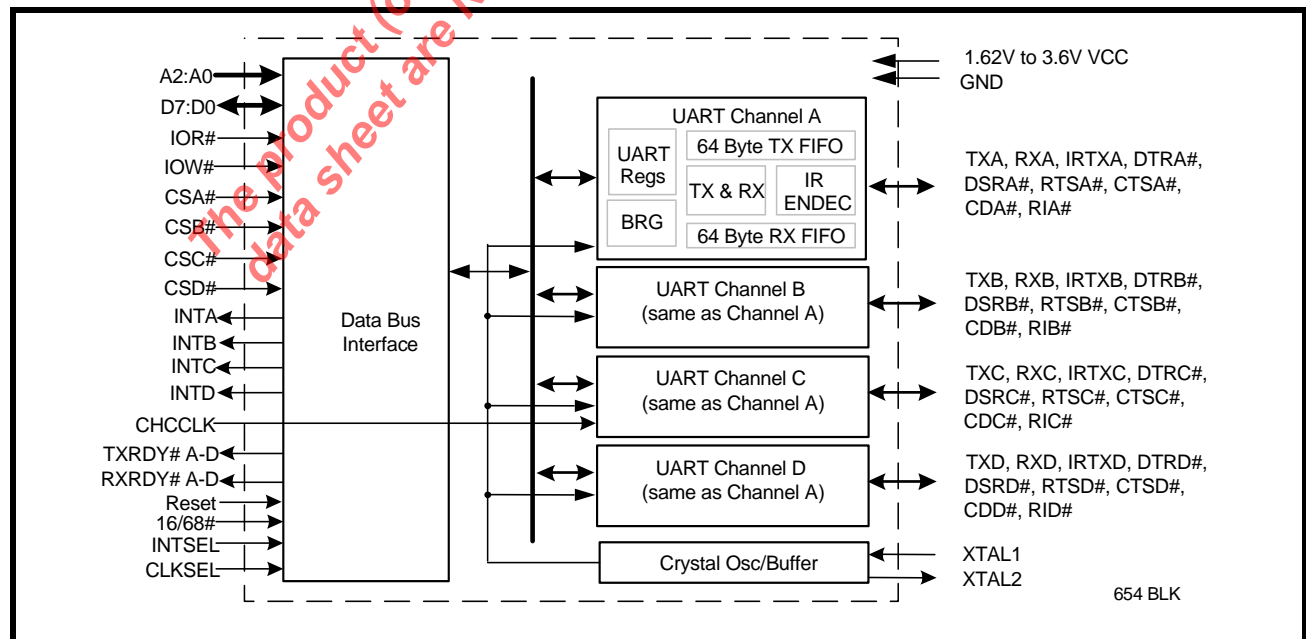 The product (o
data sheet are
A2:A0
D7:D0
IOR#
IOW#
CSA#
CSB#
CSC#
CSD#
INTA
INTB
INTC
INTD
CHCCLK
TXRDY# A-D
RXRDY# A-D
Reset
16/68#
INTSEL
CLKSEL
Data Bus
Interface
UART Channel A
UART
Regs
BRG
64 Byte TX FIFO
TX & RX
IR
ENDEC
64 Byte RX FIFO
UART Channel B
(same as Channel A)
UART Channel C
(same as Channel A)
UART Channel D
(same as Channel A)
Crystal Osc/Buffer
1.62V to 3.6V VCC
GND
TXA, RXA, IRTXA, DTRA#,
DSRA#, RTSA#, CTSA#,
CDA#, RIA#
TXB, RXB, IRTXB, DTRB#,
DSRB#, RTSB#, CTSB#,
CDB#, RIB#
TXC, RXC, IRTXC, DTRC#,
DSRC#, RTSC#, CTSC#,
CDC#, RIC#
TXD, RXD, IRTXD, DTRD#,
DSRD#, RTSD#, CTSD#,
CDD#, RID#
XTAL1
XTAL2
654 BLK